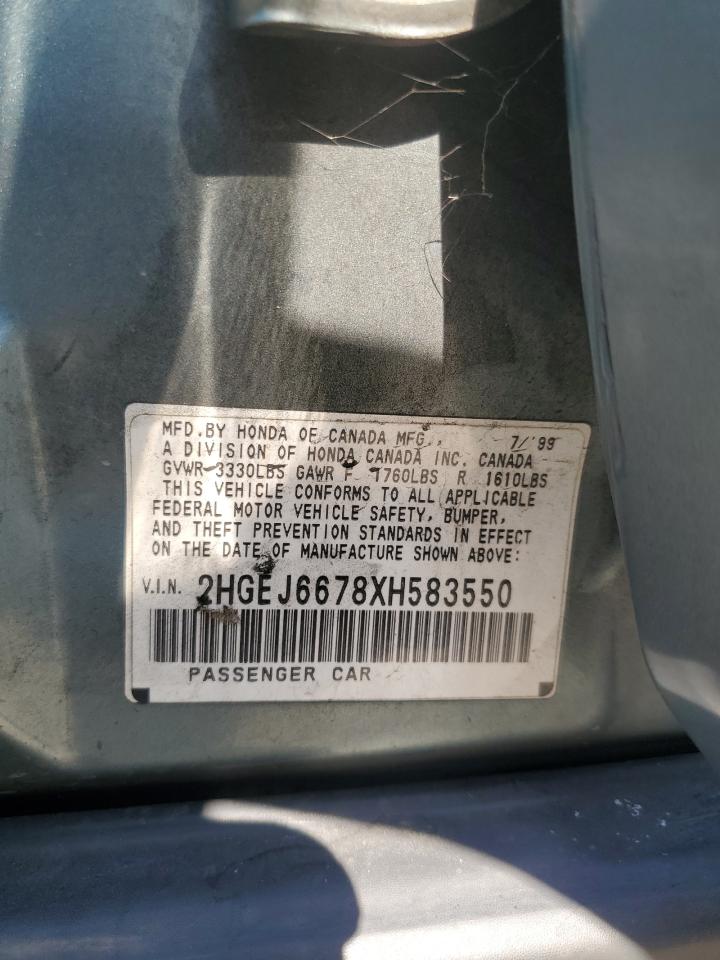 MFD.BY HONDA OF CANADA MFG., 7/'99
A DIVISION OF HONDA CANADA INC. CANADA
GVWR 3330LBS GAWR F 1760LBS R 1610LBS
THIS VEHICLE CONFORMS TO ALL APPLICABLE
FEDERAL MOTOR VEHICLE SAFETY, BUMPER,
AND THEFT PREVENTION STANDARDS IN EFFECT
ON THE DATE OF MANUFACTURE SHOWN ABOVE:
V.I.N. 2HGEJ6678XH583550
PASSENGER CAR